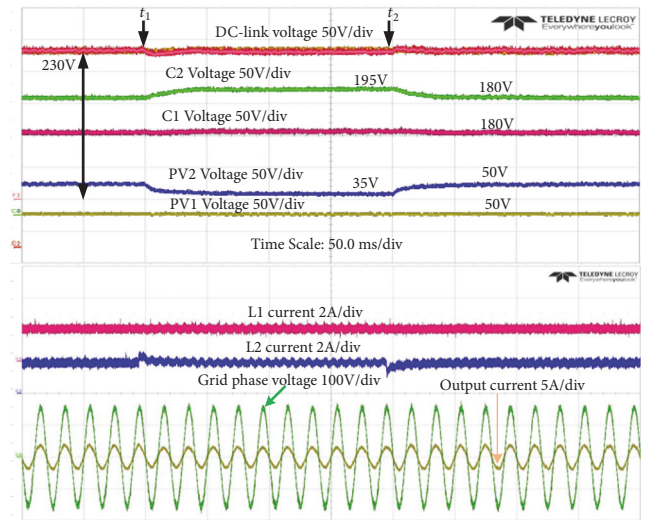 t1
t2
TELEDYNE LECROY
Everywhereyoulook™
DC-link voltage 50V/div
230V
C2 Voltage 50V/div
195V
180V
C1 Voltage 50V/div
180V
PV2 Voltage 50V/div
35V
50V
PV1 Voltage 50V/div
50V
Time Scale: 50.0 ms/div
TELEDYNE LECROY
Everywhereyoulook™
L1 current 2A/div
L2 current 2A/div
Grid phase voltage 100V/div
Output current 5A/div